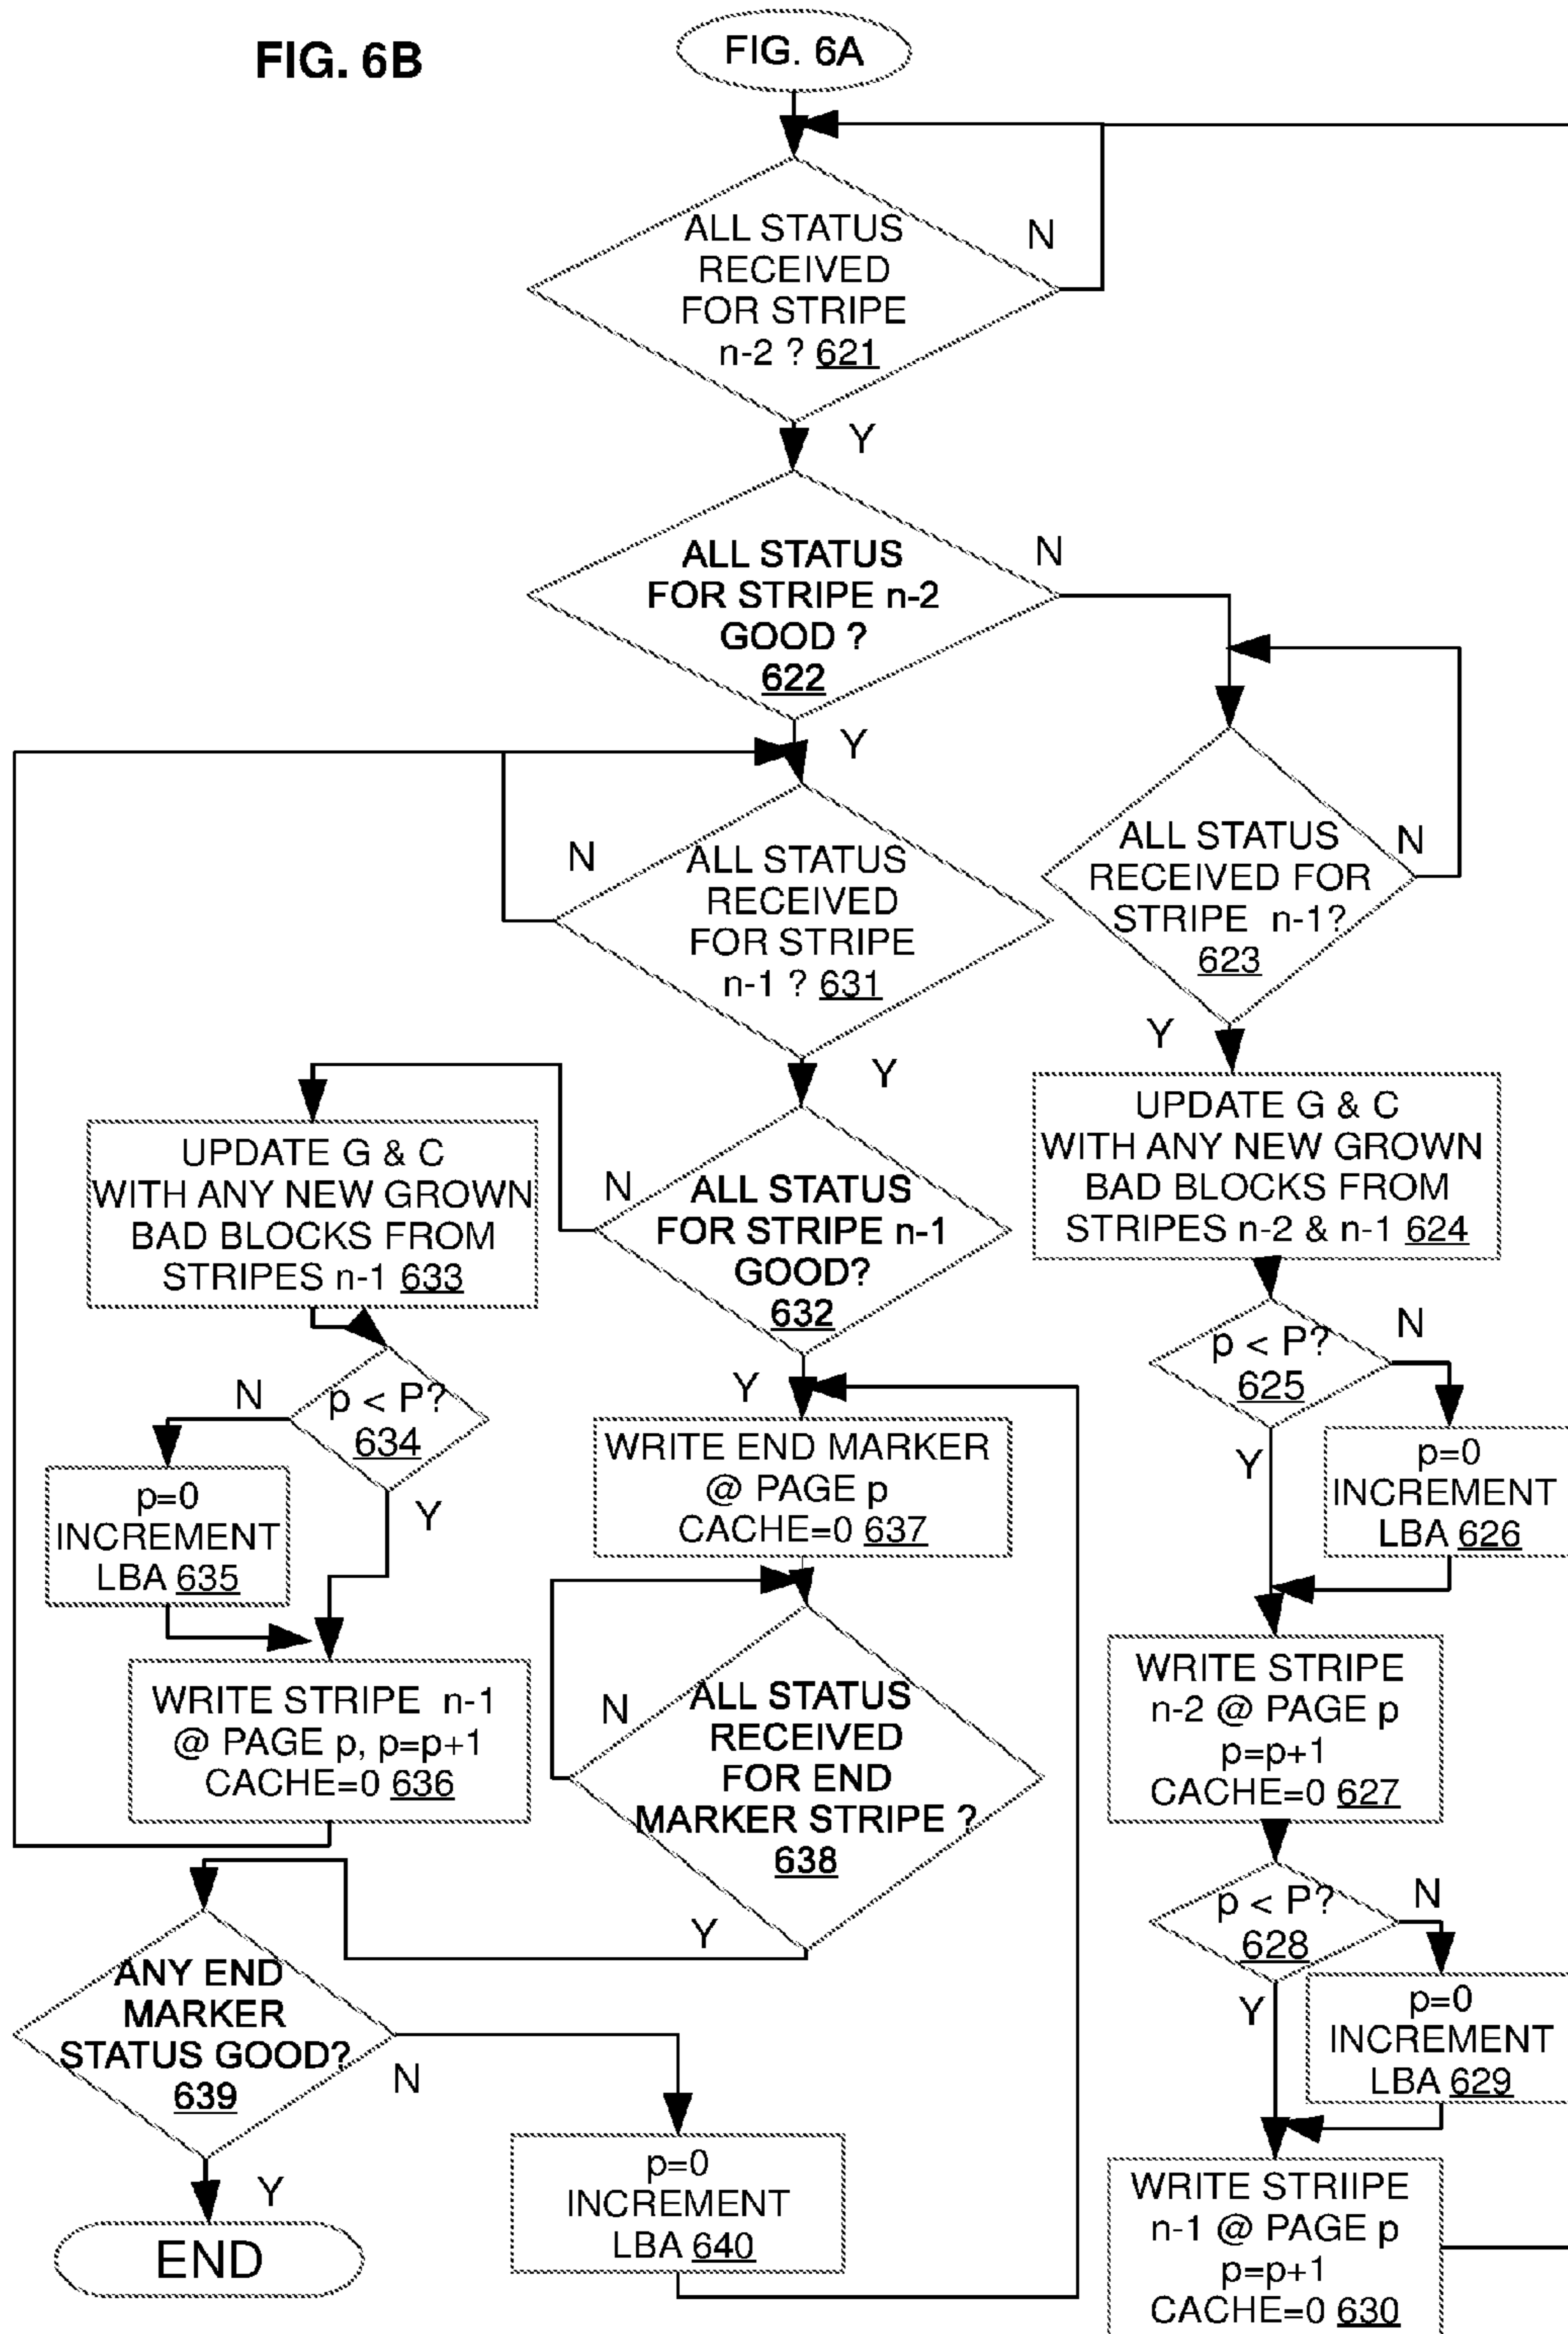 FIG. 6B
FIG. 6A
ALL STATUS
RECEIVED
FOR STRIPE
n-2 ? 621
N
Y
ALL STATUS
FOR STRIPE n-2
GOOD ?
622
N
Y
ALL STATUS
RECEIVED
FOR STRIPE
n-1 ? 631
N
Y
ALL STATUS
RECEIVED FOR
STRIPE n-1?
623
N
Y
UPDATE G & C
WITH ANY NEW GROWN
BAD BLOCKS FROM
STRIPES n-1 633
ALL STATUS
FOR STRIPE n-1
GOOD?
632
N
Y
UPDATE G & C
WITH ANY NEW GROWN
BAD BLOCKS FROM
STRIPES n-2 & n-1 624
p < P?
634
N
Y
p=0
INCREMENT
LBA 635
WRITE STRIPE n-1
@ PAGE p, p=p+1
CACHE=0 636
WRITE END MARKER
@ PAGE p
CACHE=0 637
ALL STATUS
RECEIVED
FOR END
MARKER STRIPE ?
638
N
Y
p < P?
625
N
Y
p=0
INCREMENT
LBA 626
WRITE STRIPE
n-2 @ PAGE p
p=p+1
CACHE=0 627
p < P?
628
N
Y
p=0
INCREMENT
LBA 629
WRITE STRIIPE
n-1 @ PAGE p
p=p+1
CACHE=0 630
ANY END
MARKER
STATUS GOOD?
639
N
Y
p=0
INCREMENT
LBA 640
END